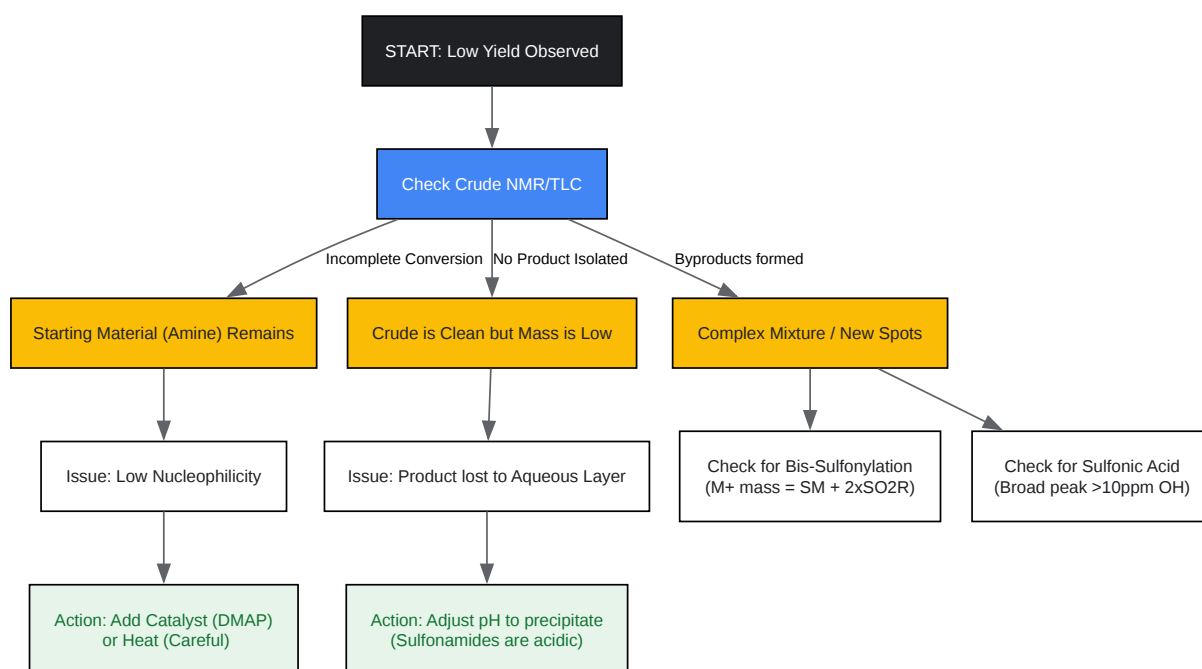 START: Low Yield Observed
Check Crude NMR/TLC
Incomplete Conversion
No Product Isolated
Byproducts formed
Starting Material (Amine) Remains
Crude is Clean but Mass is Low
Complex Mixture / New Spots
Issue: Low Nucleophilicity
Issue: Product lost to Aqueous Layer
Check for Bis-Sulfonylation
(M+ mass = SM + 2xSO2R)
Check for Sulfonic Acid
(Broad peak >10ppm OH)
Action: Add Catalyst (DMAP)
or Heat (Careful)
Action: Adjust pH to precipitate
(Sulfonamides are acidic)